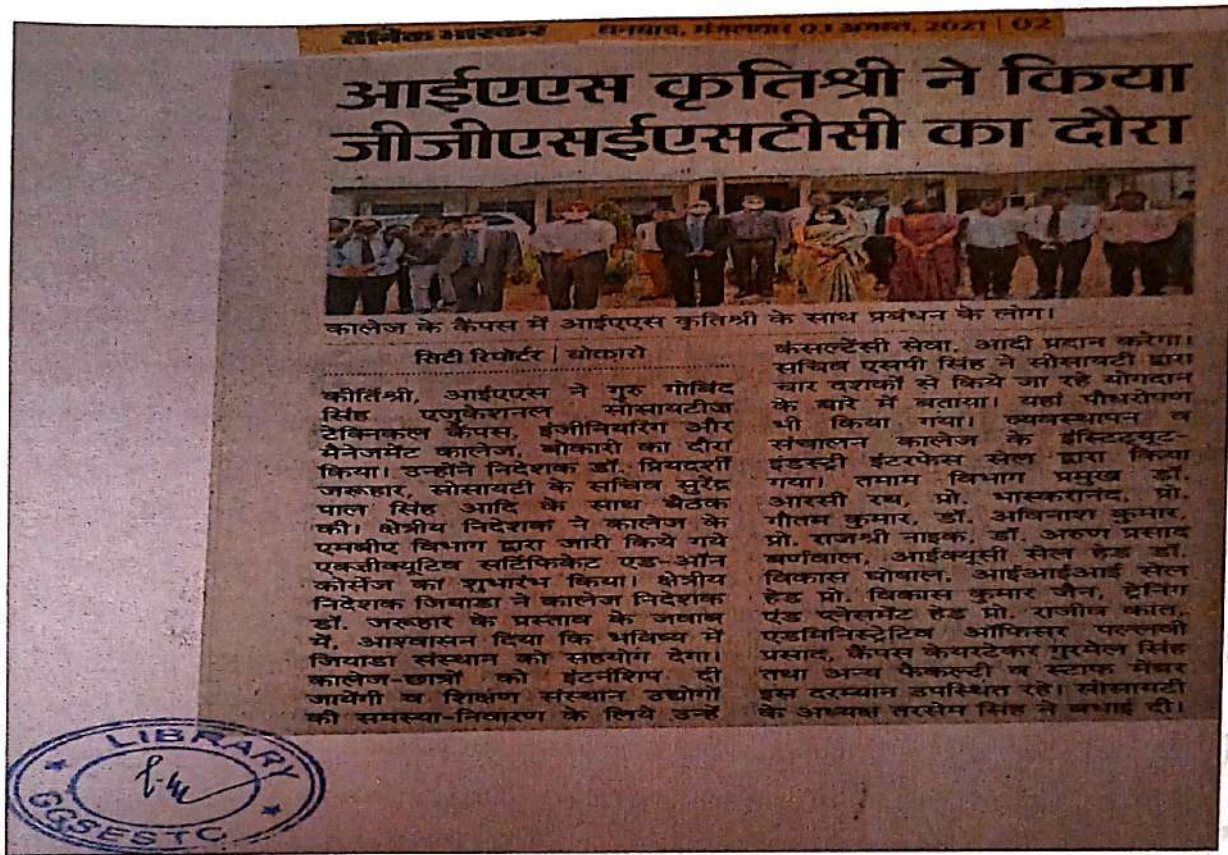 दैनिक भास्कर
धनबाद, मंगलवार 03 अगस्त, 2021 | 02
आईएएस कृतिश्री ने किया
जीजीएसईएसटीसी का दौरा
कालेज के कैंपस में आईएएस कृतिश्री के साथ प्रबंधन के लोग।
सिटी रिपोर्टर | बोकारो
कीर्तिश्री, आईएएस ने गुरु गोबिंद
सिंह एजुकेशनल सोसायटीज
टेक्निकल कैंपस, इंजीनियरिंग और
मैनेजमेंट कालेज, बोकारो का दौरा
किया। उन्होंने निदेशक डॉ. प्रियदर्शी
जरूहार, सोसायटी के सचिव सुरेंद्र
पाल सिंह आदि के साथ बैठक
की। क्षेत्रीय निदेशक ने कालेज के
एमबीए विभाग द्वारा जारी किये गये
एक्जीक्यूटिव सर्टिफिकेट एड-ऑन
कोर्सेज का शुभारंभ किया। क्षेत्रीय
निदेशक जियाडा ने कालेज निदेशक
डॉ. जरूहार के प्रस्ताव के जवाब
में, आश्वासन दिया कि भविष्य में
जियाडा संस्थान को सहयोग देगा।
कालेज-छात्रों को इंटर्नशिप दी
जायेंगी व शिक्षण संस्थान उद्योगों
की समस्या-निवारण के लिये उन्हें
कंसल्टेंसी सेवा, आदी प्रदान करेगा।
सचिव एसपी सिंह ने सोसायटी द्वारा
चार दशकों से किये जा रहे योगदान
के बारे में बताया। यहां पौधरोपण
भी किया गया। व्यवस्थापन व
संचालन कालेज के इंस्टिट्यूट-
इंडस्ट्री इंटरफेस सेल द्वारा किया
गया। तमाम विभाग प्रमुख डॉ.
आरसी रथ, प्रो. भास्करानंद, प्रो.
गौतम कुमार, डॉ. अविनाश कुमार,
प्रो. राजश्री नाइक, डॉ. अरुण प्रसाद
बर्णवाल, आईक्यूसी सेल हेड डॉ.
विकास घोषाल, आईआईआई सेल
हेड प्रो. विकास कुमार जैन, ट्रेनिंग
एंड प्लेसमेंट हेड प्रो. राजीव कांत,
एडमिनिस्ट्रेटिव ऑफिसर पल्लवी
प्रसाद, कैंपस केयरटेकर गुरमेल सिंह
तथा अन्य फैकल्टी व स्टाफ मेंबर
इस दरम्यान उपस्थित रहे। सोसायटी
के अध्यक्ष तरसेम सिंह ने बधाई दी।
LIBRARY
GGSESTC